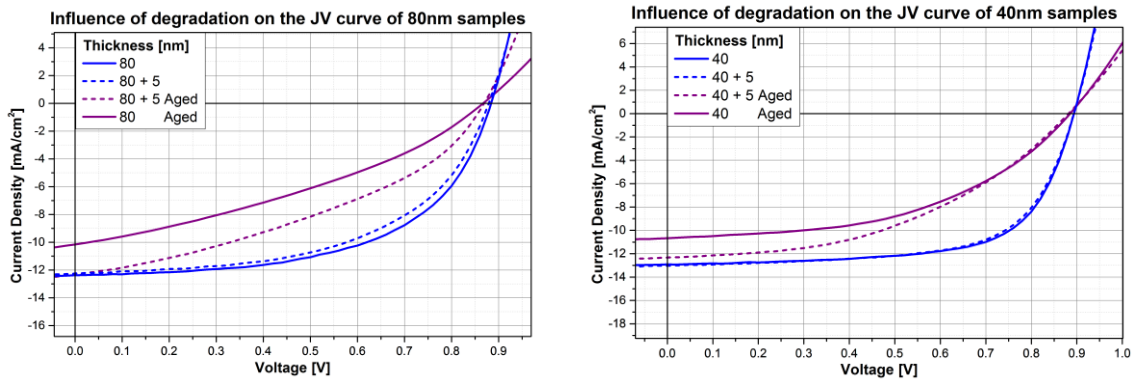 Influence of degradation on the JV curve of 80nm samples
Thickness [nm]
80
80 + 5
80 + 5 Aged
80 Aged
4
2
0
-2
-4
-6
-8
-10
-12
-14
-16
Current Density [mA/cm²]
0.0 0.1 0.2 0.3 0.4 0.5 0.6 0.7 0.8 0.9
Voltage [V]
Influence of degradation on the JV curve of 40nm samples
Thickness [nm]
40
40 + 5
40 + 5 Aged
40 Aged
6
4
2
0
-2
-4
-6
-8
-10
-12
-14
-16
-18
Current Density [mA/cm²]
0.0 0.1 0.2 0.3 0.4 0.5 0.6 0.7 0.8 0.9 1.0
Voltage [V]